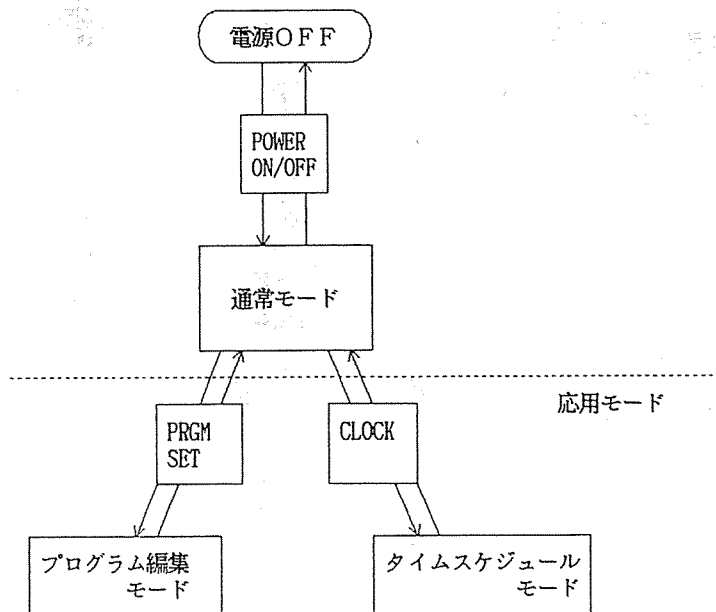 電源OFF
POWER
ON/OFF
通常モード
応用モード
PRGM
SET
CLOCK
プログラム編集
モード
タイムスケジュール
モード